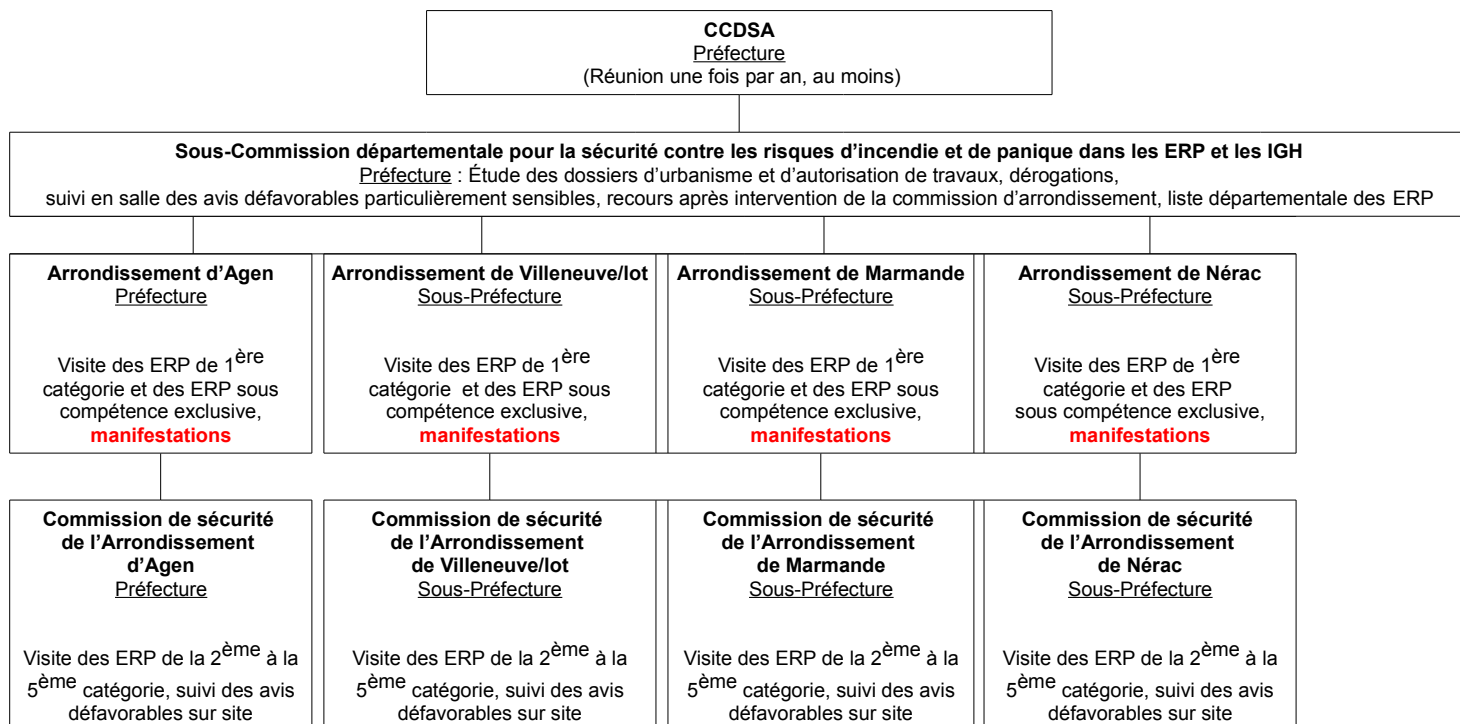 CCDSA
Préfecture
(Réunion une fois par an, au moins)
Sous-Commission départementale pour la sécurité contre les risques d’incendie et de panique dans les ERP et les IGH
Préfecture : Étude des dossiers d’urbanisme et d’autorisation de travaux, dérogations,
suivi en salle des avis défavorables particulièrement sensibles, recours après intervention de la commission d’arrondissement, liste départementale des ERP
Arrondissement d’Agen
Préfecture
Visite des ERP de 1ère
catégorie et des ERP sous
compétence exclusive,
manifestations
Arrondissement de Villeneuve/lot
Sous-Préfecture
Visite des ERP de 1ère
catégorie et des ERP sous
compétence exclusive,
manifestations
Arrondissement de Marmande
Sous-Préfecture
Visite des ERP de 1ère
catégorie et des ERP sous
compétence exclusive,
manifestations
Arrondissement de Nérac
Sous-Préfecture
Visite des ERP de 1ère
catégorie et des ERP
sous compétence exclusive,
manifestations
Commission de sécurité
de l’Arrondissement
d’Agen
Préfecture
Visite des ERP de la 2ème à la
5ème catégorie, suivi des avis
défavorables sur site
Commission de sécurité
de l’Arrondissement
de Villeneuve/lot
Sous-Préfecture
Visite des ERP de la 2ème à la
5ème catégorie, suivi des avis
défavorables sur site
Commission de sécurité
de l’Arrondissement
de Marmande
Sous-Préfecture
Visite des ERP de la 2ème à la
5ème catégorie, suivi des avis
défavorables sur site
Commission de sécurité
de l’Arrondissement
de Nérac
Sous-Préfecture
Visite des ERP de la 2ème à la
5ème catégorie, suivi des avis
défavorables sur site